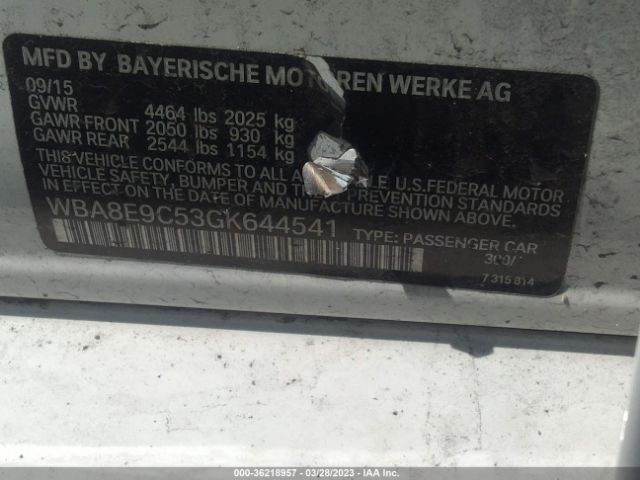 MFD BY BAYERISCHE MOTOREN WERKE AG
09/15
GVWR 4464 lbs 2025 kg
GAWR FRONT 2050 lbs 930 kg
GAWR REAR 2544 lbs 1154 kg
THIS VEHICLE CONFORMS TO ALL U.S.FEDERAL MOTOR
VEHICLE SAFETY, BUMPER AND THEFT PREVENTION STANDARDS
IN EFFECT ON THE DATE OF MANUFACTURE SHOWN ABOVE.
WBA8E9C53GK644541 TYPE: PASSENGER CAR
7 315 814
000-36218957 | 03/28/2023 | IAA Inc.